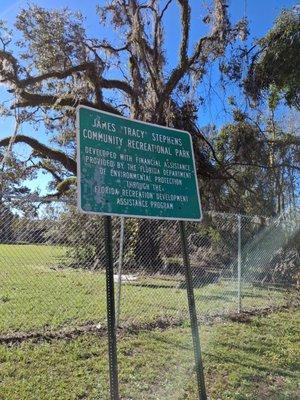 JAMES "TRACY" STEPHENS
COMMUNITY RECREATIONAL PARK
DEVELOPED WITH FINANCIAL ASSISTANCE
PROVIDED BY THE FLORIDA DEPARTMENT
OF ENVIRONMENTAL PROTECTION
THROUGH THE
FLORIDA RECREATION DEVELOPMENT
ASSISTANCE PROGRAM